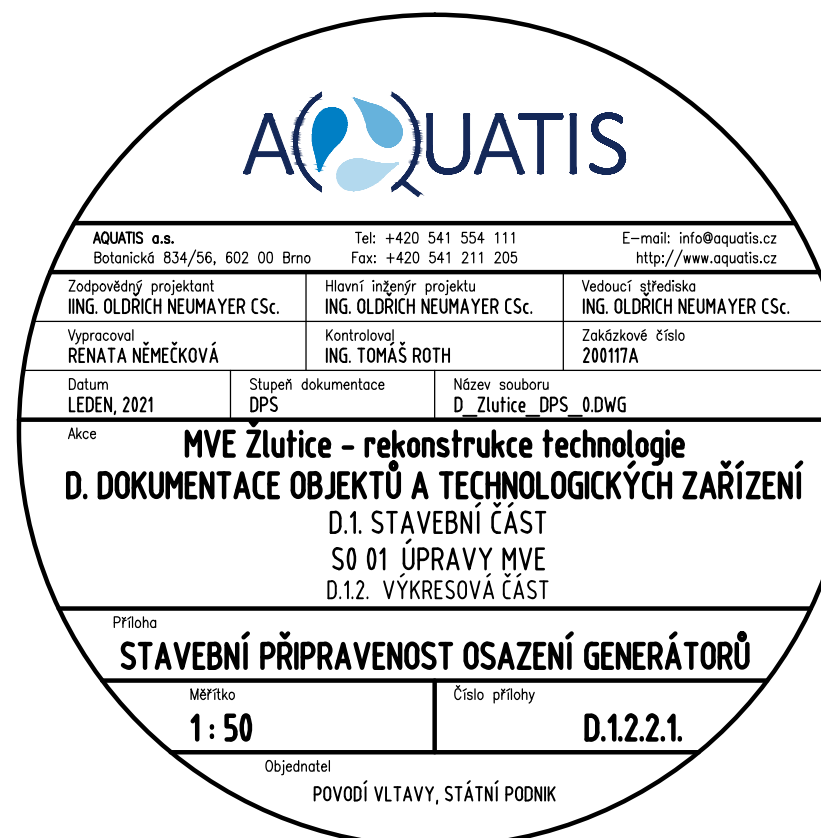 AQUATIS
AQUATIS a.s. Tel: +420 541 554 111 E-mail: info@aquatis.cz
Botanická 834/56, 602 00 Brno Fax: +420 541 211 205 http://www.aquatis.cz
Zodpovědný projektant Hlavní inženýr projektu Vedoucí střediska
IING. OLDŘICH NEUMAYER CSc. ING. OLDŘICH NEUMAYER CSc. ING. OLDŘICH NEUMAYER CSc.
Vypracoval Kontroloval Zakázkové číslo
RENATA NĚMEČKOVÁ ING. TOMÁŠ ROTH 200117A
Datum Stupeň dokumentace Název souboru
LEDEN, 2021 DPS D_Zlutice_DPS_0.DWG
Akce
MVE Žlutice - rekonstrukce technologie
D. DOKUMENTACE OBJEKTŮ A TECHNOLOGICKÝCH ZAŘÍZENÍ
D.1. STAVEBNÍ ČÁST
SO 01 ÚPRAVY MVE
D.1.2. VÝKRESOVÁ ČÁST
Příloha
STAVEBNÍ PŘIPRAVENOST OSAZENÍ GENERÁTORŮ
Měřítko Číslo přílohy
1 : 50 D.1.2.2.1.
Objednatel
POVODÍ VLTAVY, STÁTNÍ PODNIK